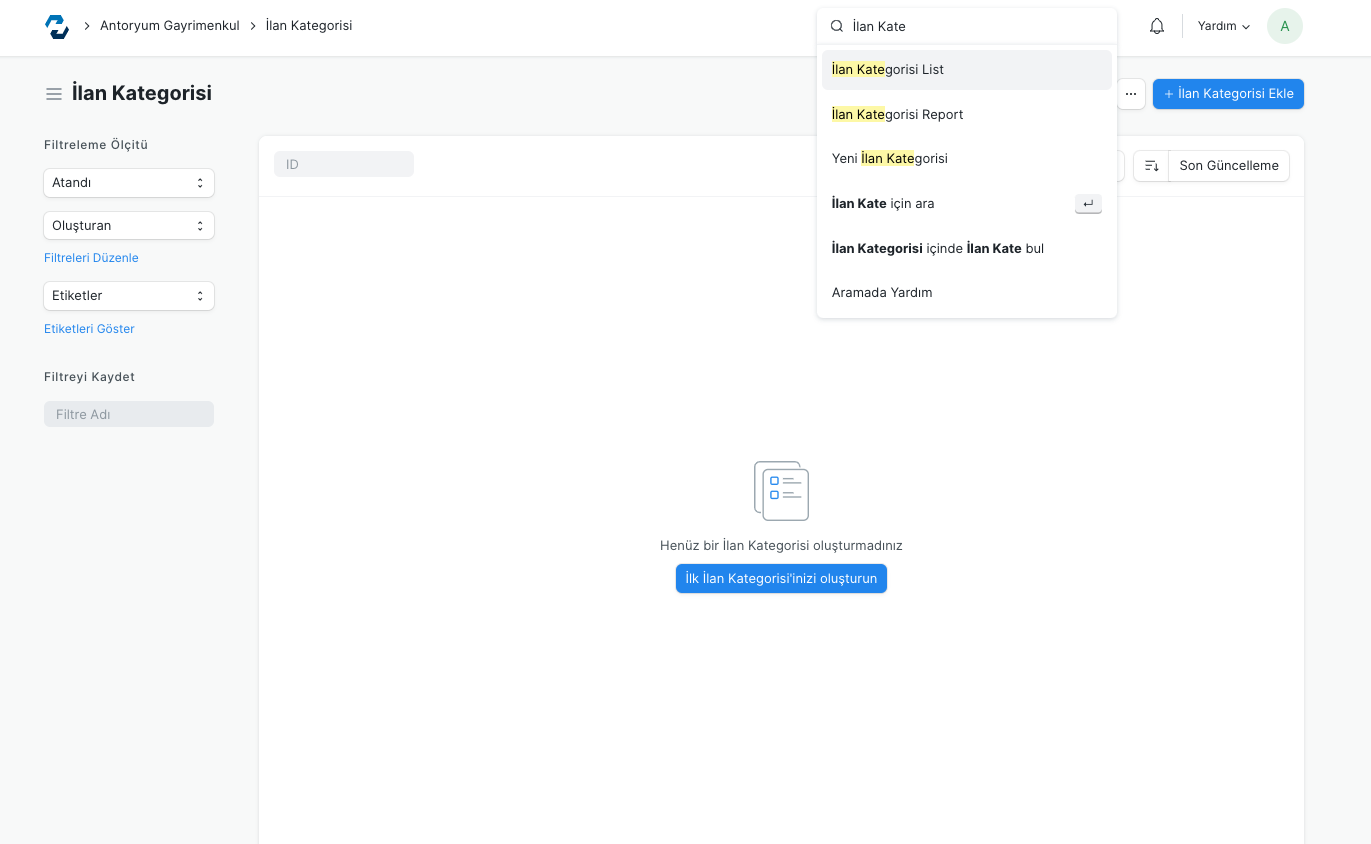 Antoryum Gayrimenkul
İlan Kategorisi
İlan Kate
Yardım
A
İlan Kategorisi
İlan Kategorisi List
İlan Kategorisi Report
Yeni İlan Kategorisi
İlan Kate için ara
İlan Kategorisi içinde İlan Kate bul
Aramada Yardım
+ İlan Kategorisi Ekle
Filtreleme Ölçütü
Atandı
Oluşturan
Filtreleri Düzenle
Etiketler
Etiketleri Göster
Filtreyi Kaydet
Filtre Adı
ID
Son Güncelleme
Henüz bir İlan Kategorisi oluşturmadınız
İlk İlan Kategorisi'inizi oluşturun